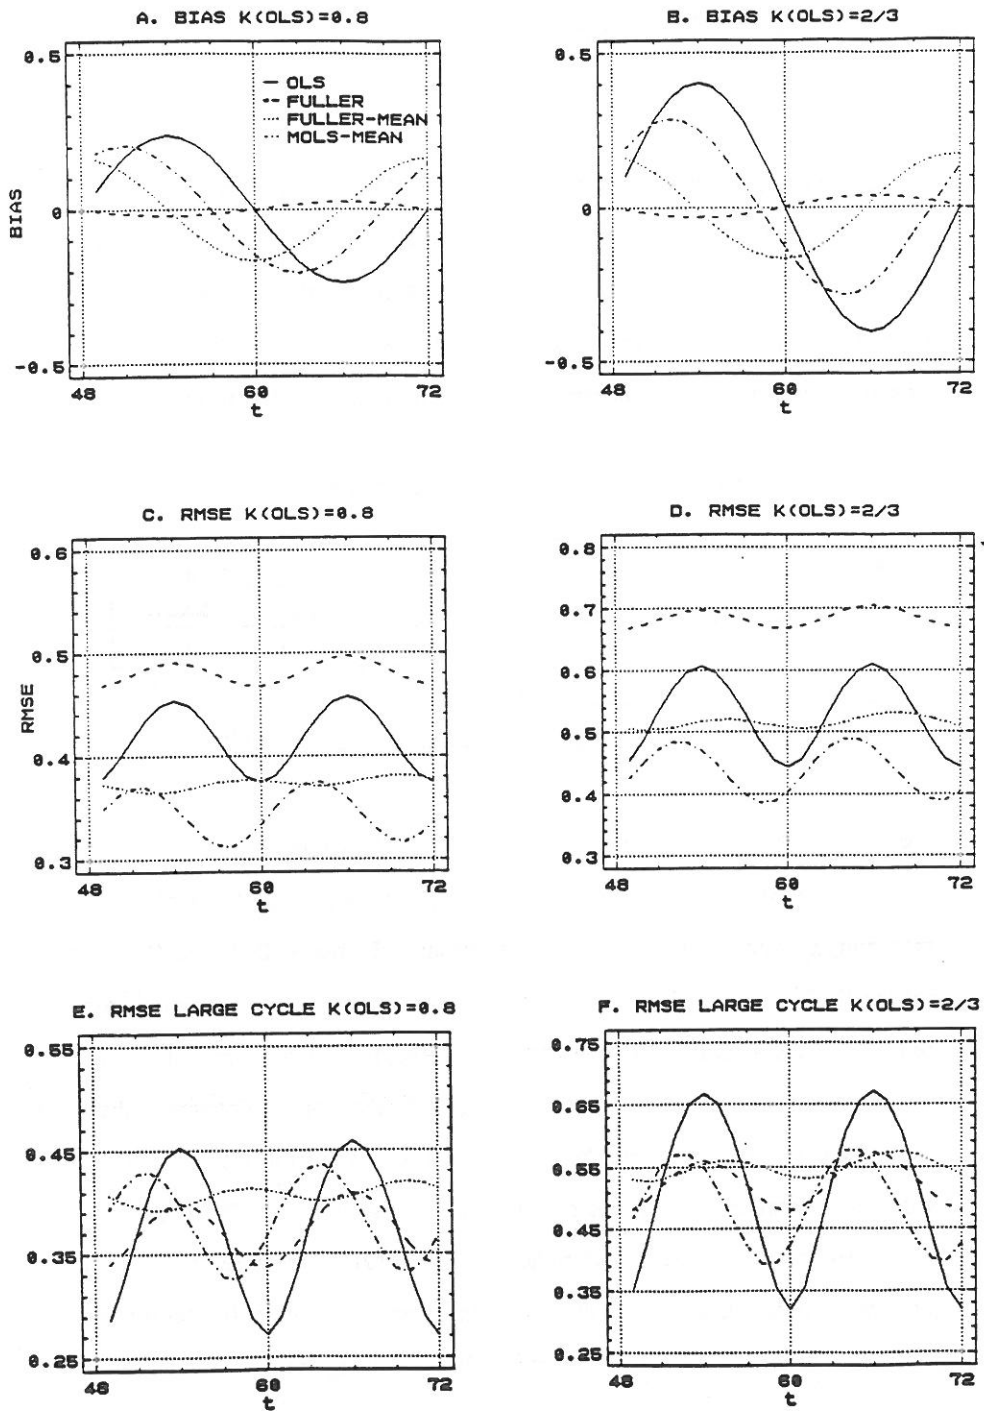 A. BIAS K(OLS)=0.8
B. BIAS K(OLS)=2/3
0.5
0
-0.5
BIAS
OLS
FULLER
FULLER-MEAN
MOLS-MEAN
48
60
72
t
0.5
0
-0.5
48
60
72
t
C. RMSE K(OLS)=0.8
D. RMSE K(OLS)=2/3
0.6
0.5
0.4
0.3
RMSE
48
60
72
t
0.8
0.7
0.6
0.5
0.4
0.3
48
60
72
t
E. RMSE LARGE CYCLE K(OLS)=0.8
F. RMSE LARGE CYCLE K(OLS)=2/3
0.55
0.45
0.35
0.25
48
60
72
t
0.75
0.65
0.55
0.45
0.35
0.25
48
60
72
t